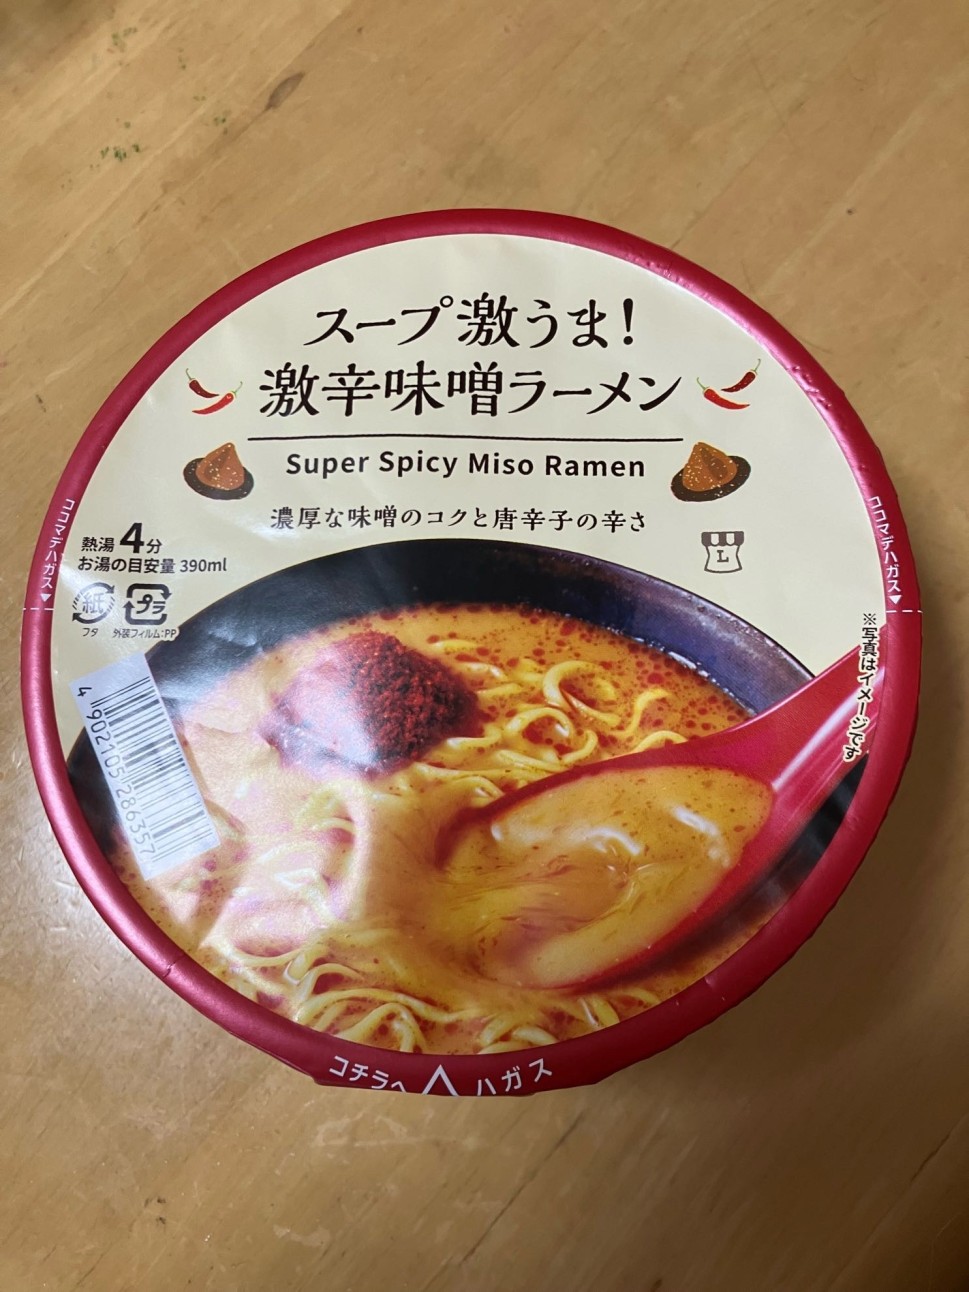 スープ激うま!
激辛味噌ラーメン
Super Spicy Miso Ramen
濃厚な味噌のコクと唐辛子の辛さ
L
熱湯4分
お湯の目安量 390ml
紙
プラ
フタ
外装フィルム:PP
4902105286357
ココマデハガス▼
ココマデハガス▼
※写真はイメージです
コチラへ△ハガス